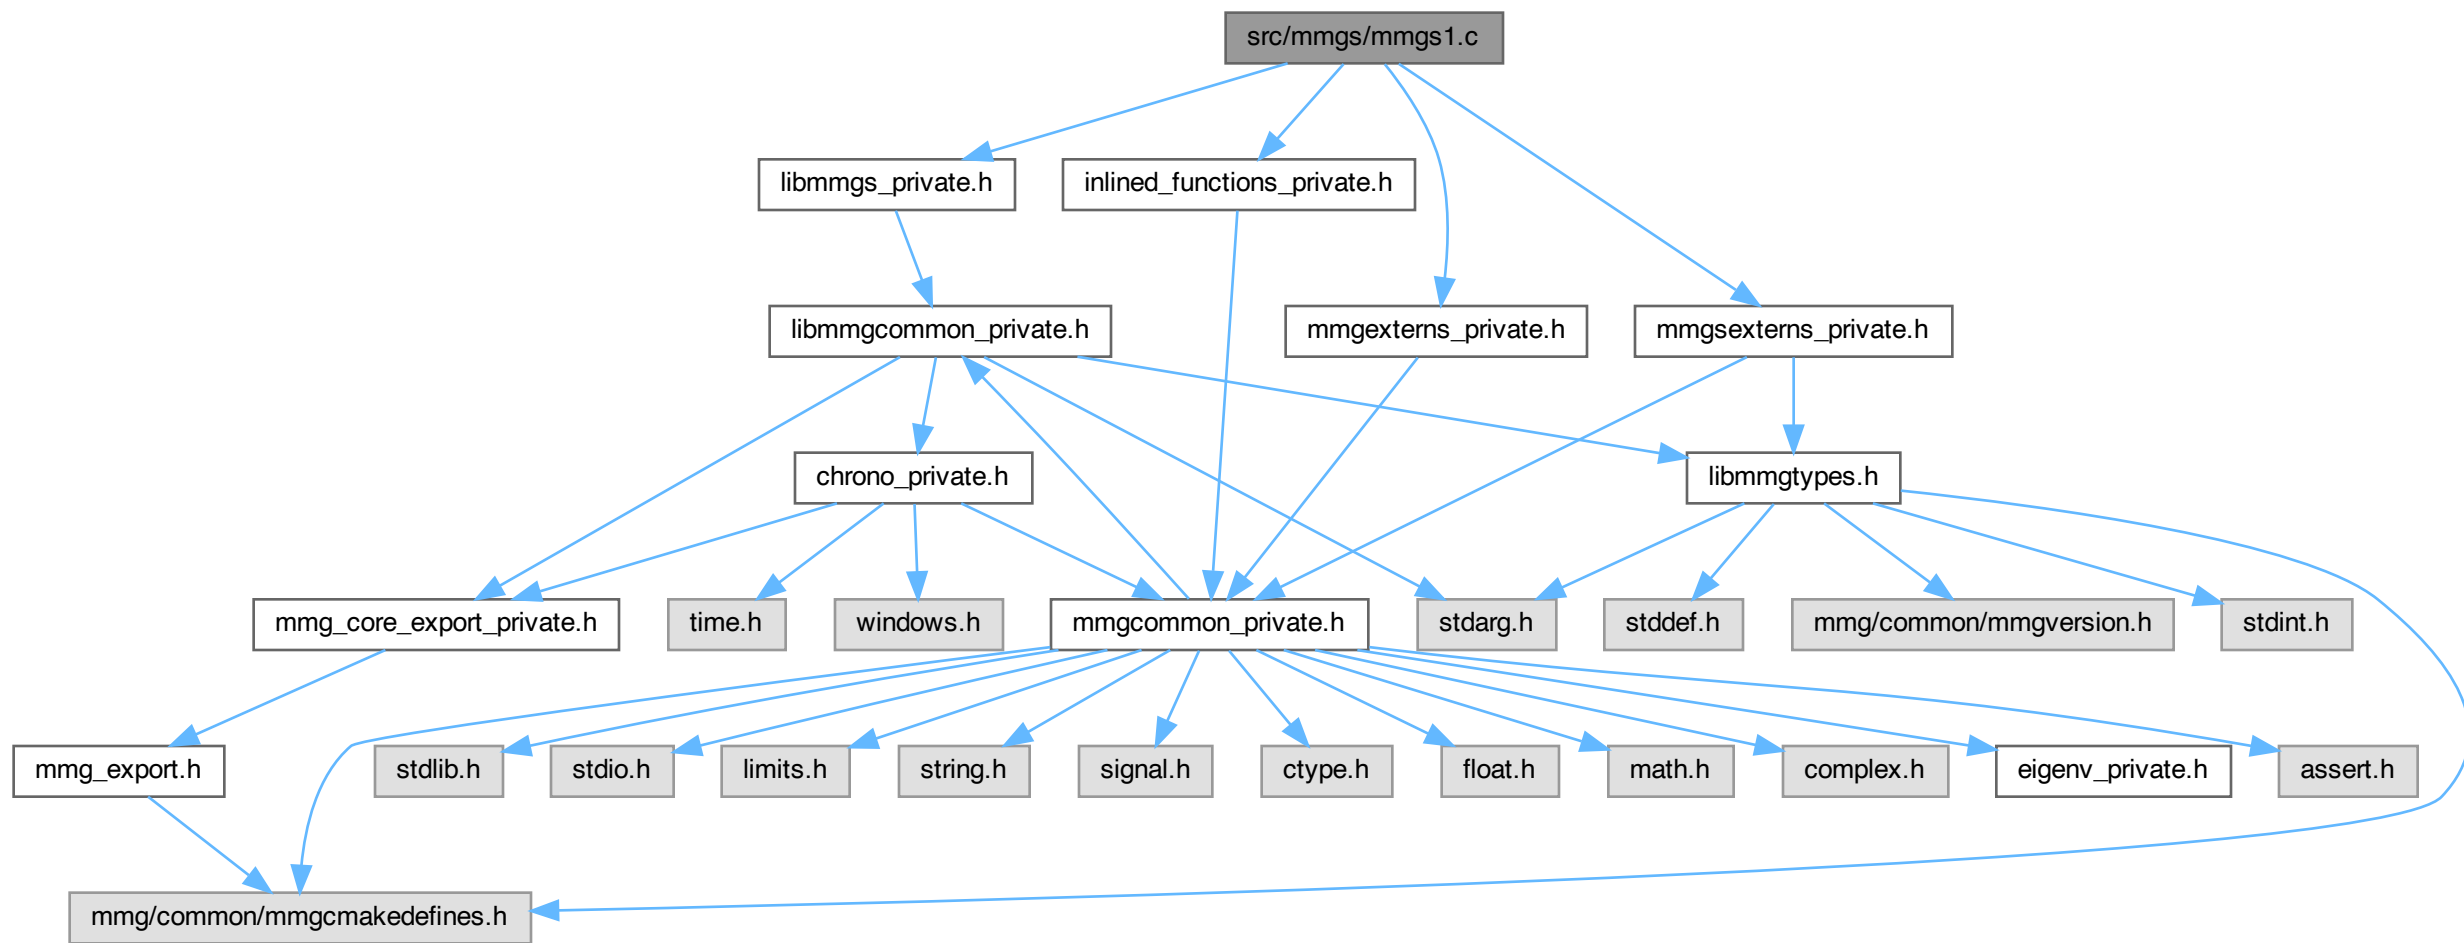 src/mmgs/mmgs1.c
libmmgs_private.h
inlined_functions_private.h
libmmgcommon_private.h
mmgexterns_private.h
mmgsexterns_private.h
chrono_private.h
libmmgtypes.h
mmg_core_export_private.h
time.h
windows.h
mmgcommon_private.h
stdarg.h
stddef.h
mmg/common/mmgversion.h
stdint.h
mmg_export.h
stdlib.h
stdio.h
limits.h
string.h
signal.h
ctype.h
float.h
math.h
complex.h
eigenv_private.h
assert.h
mmg/common/mmgcmakedefines.h